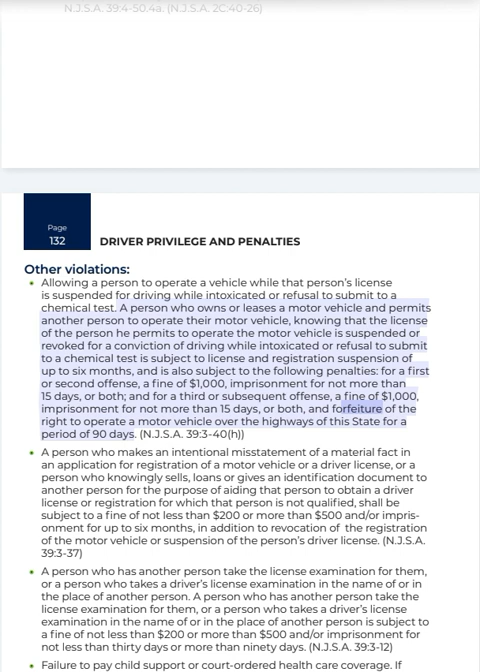 N.J.S.A. 39:4-50.4a. (N.J.S.A. 2C:40-26)
Page
132
DRIVER PRIVILEGE AND PENALTIES
Other violations:
• Allowing a person to operate a vehicle while that person's license
is suspended for driving while intoxicated or refusal to submit to a
chemical test. A person who owns or leases a motor vehicle and permits
another person to operate their motor vehicle, knowing that the license
of the person he permits to operate the motor vehicle is suspended or
revoked for a conviction of driving while intoxicated or refusal to submit
to a chemical test is subject to license and registration suspension of
up to six months, and is also subject to the following penalties: for a first
or second offense, a fine of $1,000, imprisonment for not more than
15 days, or both; and for a third or subsequent offense, a fine of $1,000,
imprisonment for not more than 15 days, or both, and forfeiture of the
right to operate a motor vehicle over the highways of this State for a
period of 90 days. (N.J.S.A. 39:3-40(h))
• A person who makes an intentional misstatement of a material fact in
an application for registration of a motor vehicle or a driver license, or a
person who knowingly sells, loans or gives an identification document to
another person for the purpose of aiding that person to obtain a driver
license or registration for which that person is not qualified, shall be
subject to a fine of not less than $200 or more than $500 and/or impris-
onment for up to six months, in addition to revocation of the registration
of the motor vehicle or suspension of the person's driver license. (N.J.S.A.
39:3-37)
• A person who has another person take the license examination for them,
or a person who takes a driver's license examination in the name of or in
the place of another person. A person who has another person take the
license examination for them, or a person who takes a driver's license
examination in the name of or in the place of another person is subject to
a fine of not less than $200 or more than $500 and/or imprisonment for
not less than thirty days or more than ninety days. (N.J.S.A. 39:3-12)
• Failure to pay child support or court-ordered health care coverage. If